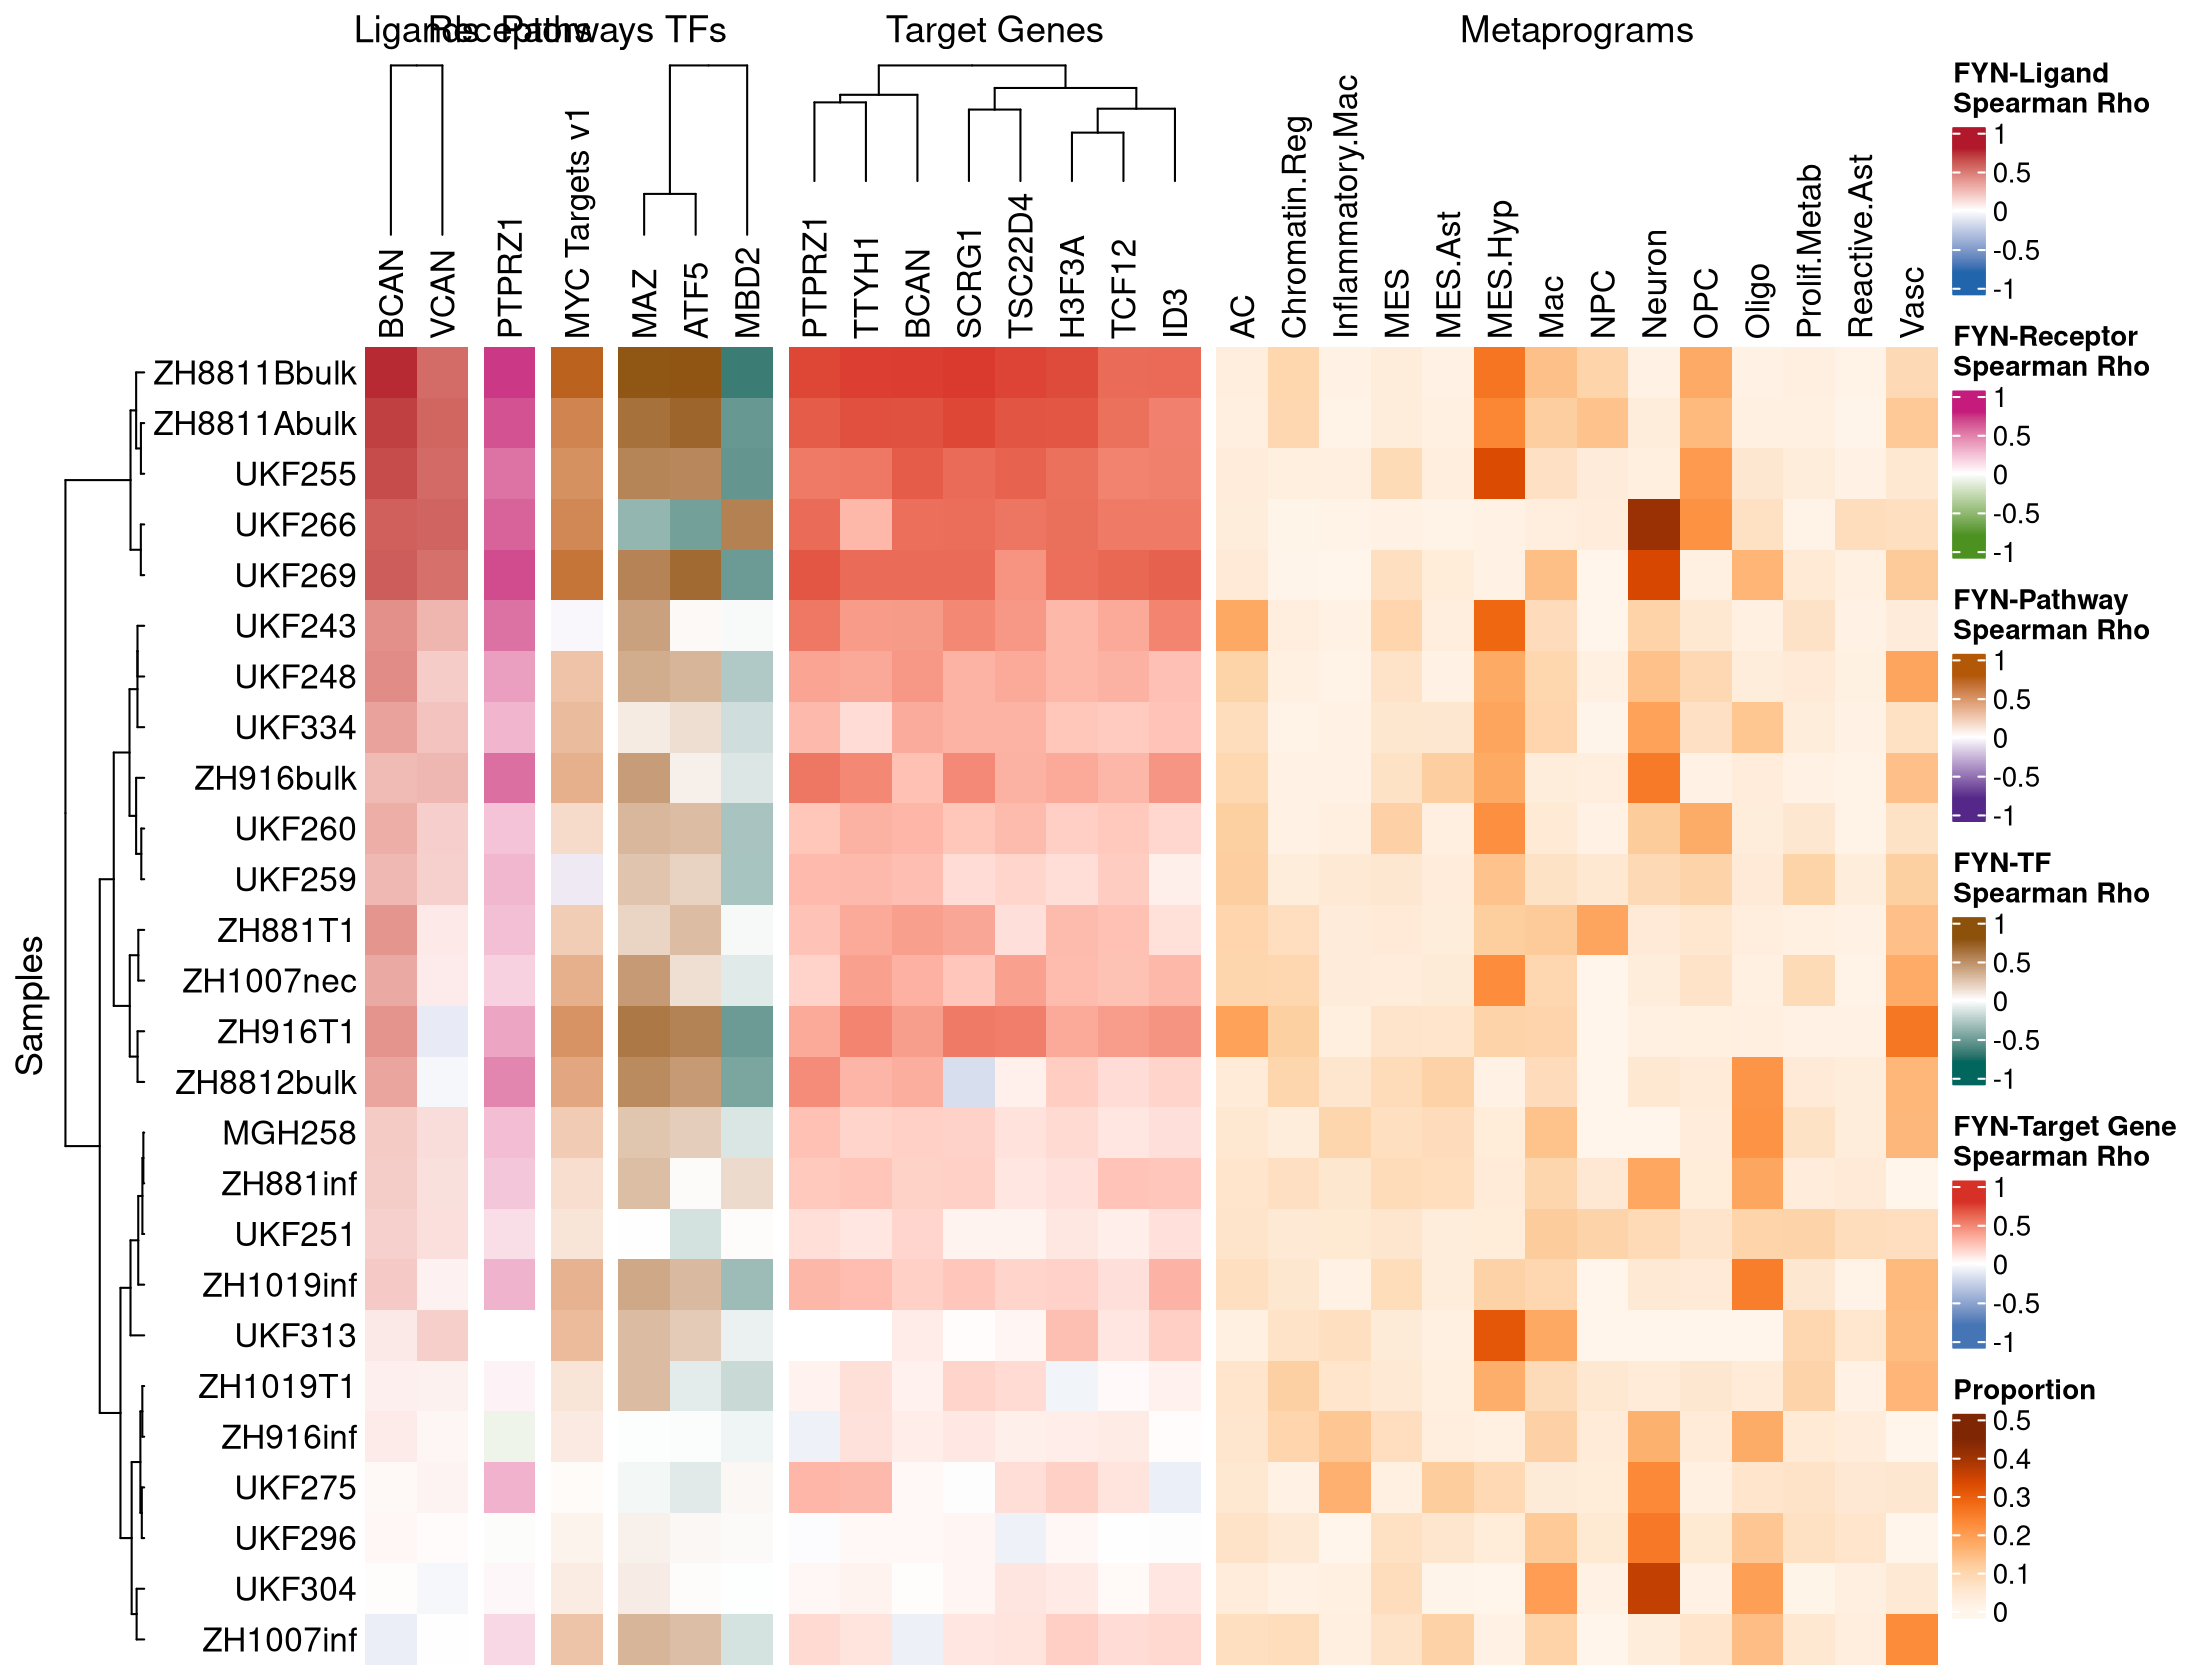 Ligands Receptors Pathways TFs Target Genes Metaprograms
BCAN
VCAN
PTPRZ1
MYC Targets v1
MAZ
ATF5
MBD2
PTPRZ1
TTYH1
BCAN
SCRG1
TSC22D4
H3F3A
TCF12
ID3
AC
Chromatin.Reg
Inflammatory.Mac
MES
MES.Ast
MES.Hyp
Mac
NPC
Neuron
OPC
Oligo
Prolif.Metab
Reactive.Ast
Vasc
Samples
ZH8811Bbulk
ZH8811Abulk
UKF255
UKF266
UKF269
UKF243
UKF248
UKF334
ZH916bulk
UKF260
UKF259
ZH881T1
ZH1007nec
ZH916T1
ZH8812bulk
MGH258
ZH881inf
UKF251
ZH1019inf
UKF313
ZH1019T1
ZH916inf
UKF275
UKF296
UKF304
ZH1007inf
FYN-Ligand
Spearman Rho
1
0.5
0
-0.5
-1
FYN-Receptor
Spearman Rho
1
0.5
0
-0.5
-1
FYN-Pathway
Spearman Rho
1
0.5
0
-0.5
-1
FYN-TF
Spearman Rho
1
0.5
0
-0.5
-1
FYN-Target Gene
Spearman Rho
1
0.5
0
-0.5
-1
Proportion
0.5
0.4
0.3
0.2
0.1
0